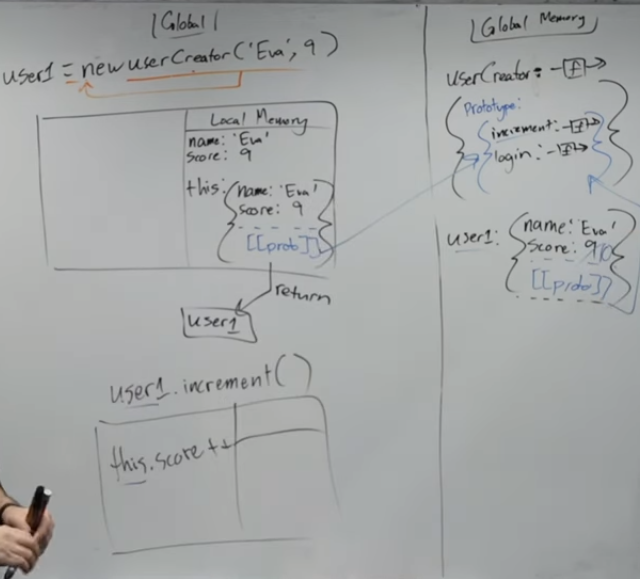 |Global|
user1 = new userCreator('Eva', 9)
Local Memory
name: 'Eva'
score: 9
this: { name: 'Eva'
score: 9
[[prob]] }
return
user1
user1.increment()
this.score ++
|Global Memory
userCreator: -[f]->
{ Prototype:
{ increment: -[f]->
login: -[f]-> } }
user1: { name: 'Eva'
score: 9 10
[[prob]] }